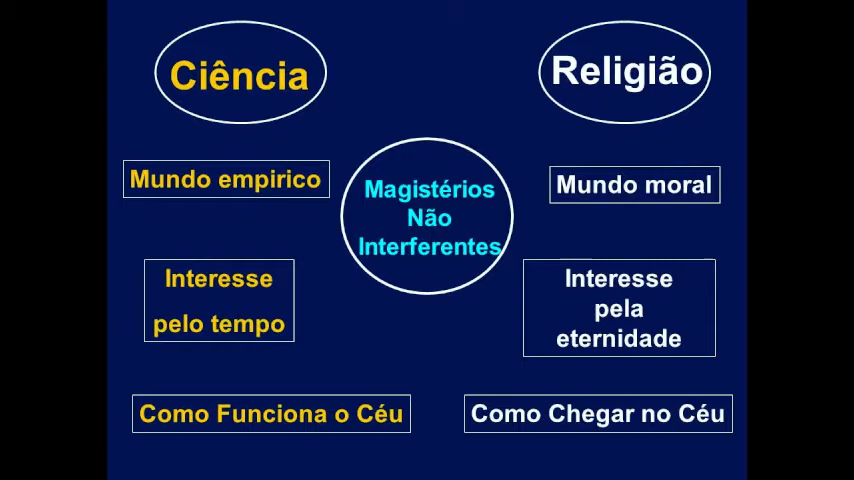 Ciência
Religião
Mundo empirico
Magistérios
Não
Interferentes
Mundo moral
Interesse
pelo tempo
Interesse
pela
eternidade
Como Funciona o Céu
Como Chegar no Céu